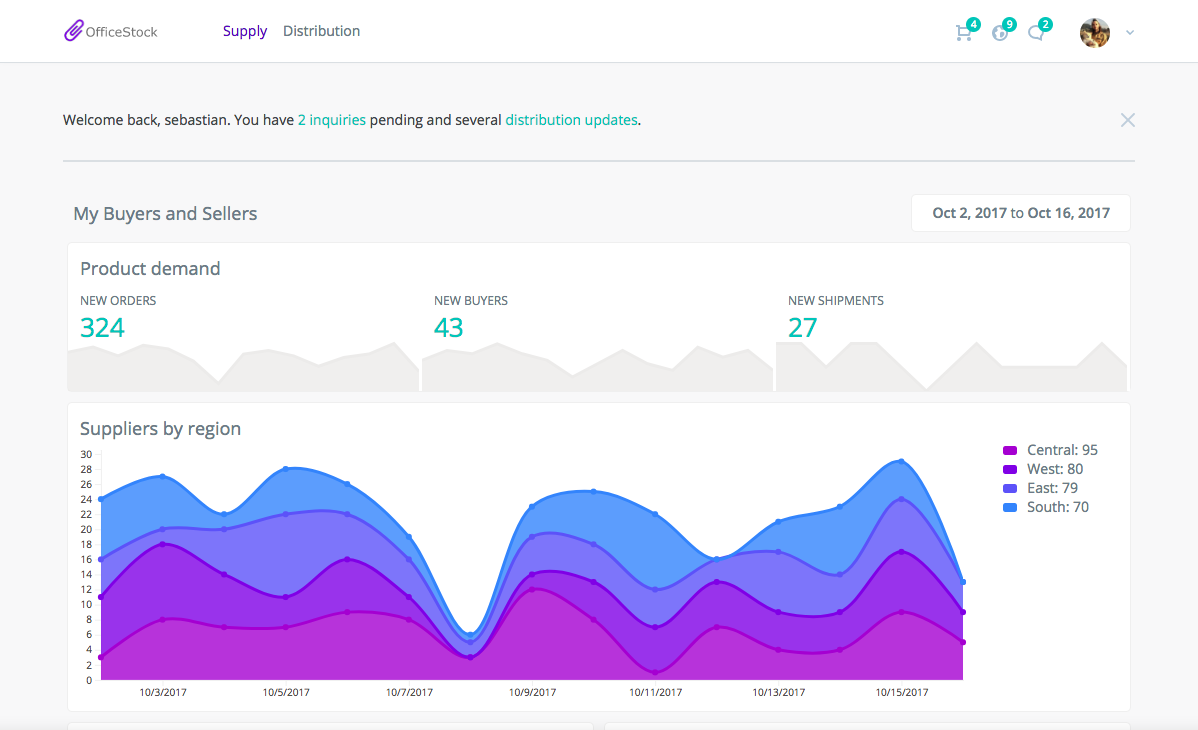 OfficeStock Supply Distribution 4 9 2
Welcome back, sebastian. You have 2 inquiries pending and several distribution updates.
My Buyers and Sellers
Oct 2, 2017 to Oct 16, 2017
Product demand
NEW ORDERS
324
NEW BUYERS
43
NEW SHIPMENTS
27
Suppliers by region
30
28
26
24
22
20
18
16
14
12
10
8
6
4
2
0
10/3/2017 10/5/2017 10/7/2017 10/9/2017 10/11/2017 10/13/2017 10/15/2017
Central: 95
West: 80
East: 79
South: 70